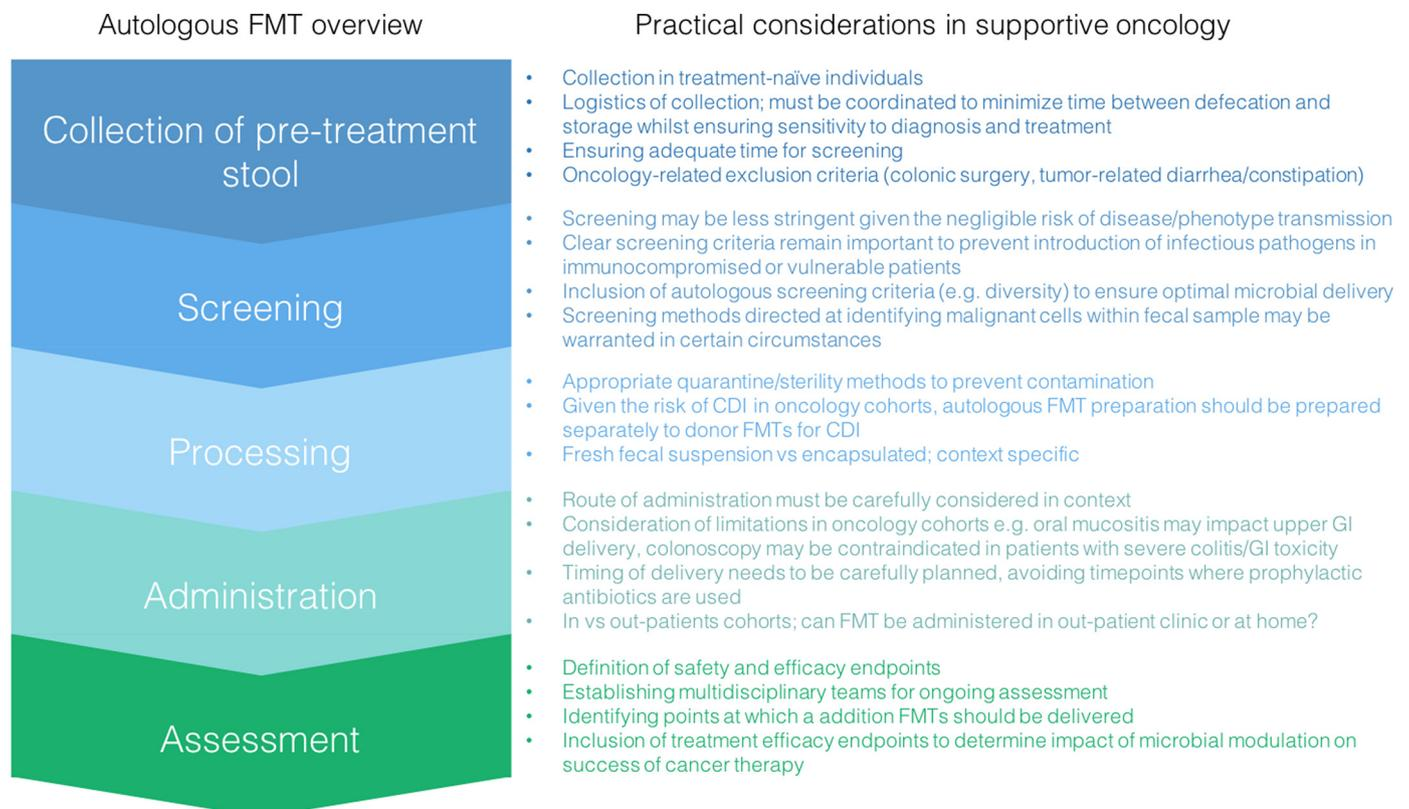 Autologous FMT overview
Practical considerations in supportive oncology
Collection of pre-treatment
stool
• Collection in treatment-naïve individuals
• Logistics of collection; must be coordinated to minimize time between defecation and
storage whilst ensuring sensitivity to diagnosis and treatment
• Ensuring adequate time for screening
• Oncology-related exclusion criteria (colonic surgery, tumor-related diarrhea/constipation)
Screening
• Screening may be less stringent given the negligible risk of disease/phenotype transmission
• Clear screening criteria remain important to prevent introduction of infectious pathogens in
immunocompromised or vulnerable patients
• Inclusion of autologous screening criteria (e.g. diversity) to ensure optimal microbial delivery
• Screening methods directed at identifying malignant cells within fecal sample may be
warranted in certain circumstances
Processing
• Appropriate quarantine/sterility methods to prevent contamination
• Given the risk of CDI in oncology cohorts, autologous FMT preparation should be prepared
separately to donor FMTs for CDI
• Fresh fecal suspension vs encapsulated; context specific
Administration
• Route of administration must be carefully considered in context
• Consideration of limitations in oncology cohorts e.g. oral mucositis may impact upper GI
delivery, colonoscopy may be contraindicated in patients with severe colitis/GI toxicity
• Timing of delivery needs to be carefully planned, avoiding timepoints where prophylactic
antibiotics are used
• In vs out-patients cohorts; can FMT be administered in out-patient clinic or at home?
Assessment
• Definition of safety and efficacy endpoints
• Establishing multidisciplinary teams for ongoing assessment
• Identifying points at which a addition FMTs should be delivered
• Inclusion of treatment efficacy endpoints to determine impact of microbial modulation on
success of cancer therapy